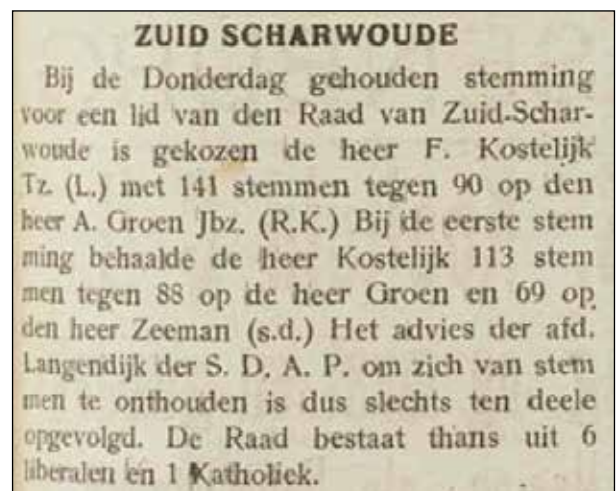 ZUID SCHARWOUDE
Bij de Donderdag gehouden stemming
voor een lid van den Raad van Zuid-Schar-
woude is gekozen de heer F. Kostelijk
Tz. (L.) met 141 stemmen tegen 90 op den
heer A. Groen Jbz. (R.K.) Bij de eerste stem
ming behaalde de heer Kostelijk 113 stem
men tegen 88 op de heer Groen en 69 op
den heer Zeeman (s.d.) Het advies der afd.
Langendijk der S. D. A. P. om zich van stem
men te onthouden is dus slechts ten deele
opgevolgd. De Raad bestaat thans uit 6
liberalen en 1 Katholiek.